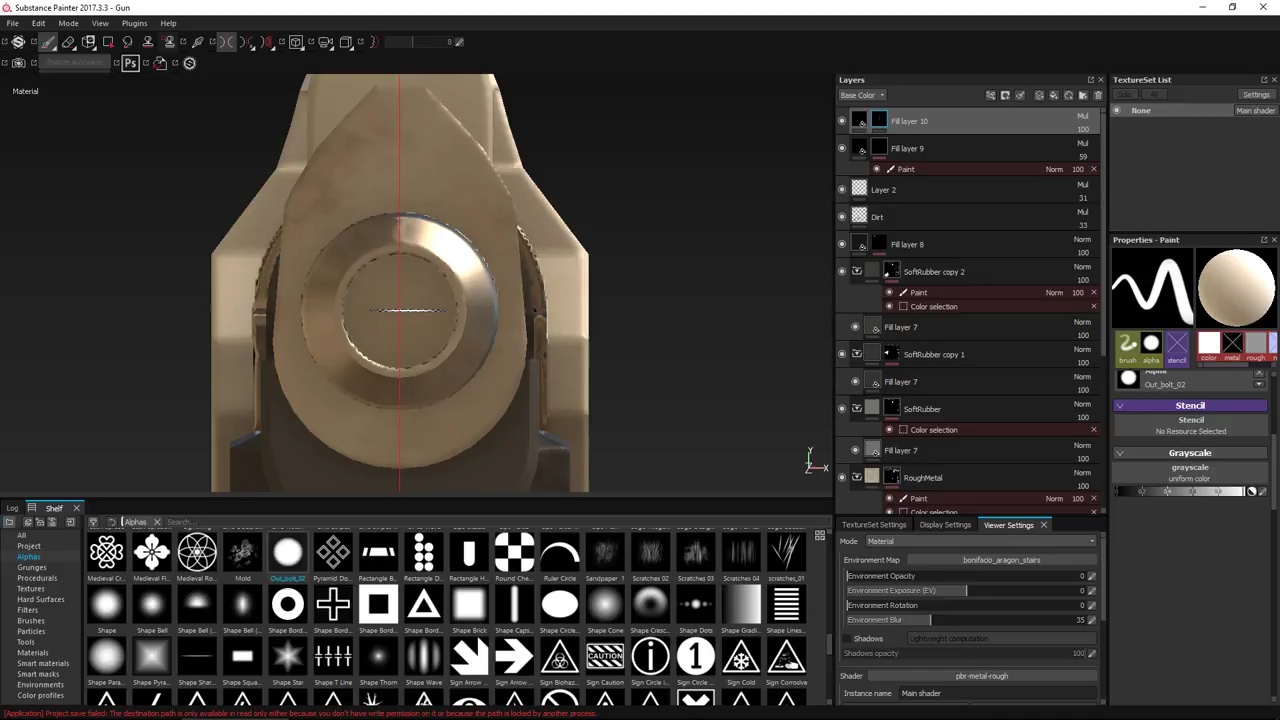 Substance Painter 2017.3.3 - Gun
File Edit Mode View Plugins Help
8
Ps
Material
Y
X
Z
Layers
Base Color
Fill layer 10 Mul 100
Fill layer 9 Mul 59
Paint Norm 100
Layer 2 Mul 31
Dirt Mul 33
Fill layer 8 Norm 100
SoftRubber copy 2 Norm 100
Paint Norm 100
Color selection
Fill layer 7 Norm 100
SoftRubber copy 1 Norm 100
Fill layer 7 Norm 100
SoftRubber Norm 100
Color selection
Fill layer 7 Norm 100
RoughMetal Norm 100
Paint Norm 100
Color selection
TextureSet List
Solo All Settings
None Main shader
Properties - Paint
brush alpha stencil color metal rough
Alpha
Out_bolt_02
Stencil
Stencil
No Resource Selected
Grayscale
grayscale
uniform color
TextureSet Settings Display Settings Viewer Settings
Mode Material
Environment Map bonifacio_aragon_stairs
Environment Opacity 0
Environment Exposure (EV) 0
Environment Rotation 0
Environment Blur 35
Shadows Lightweight computation
Shadows opacity 100
Shader pbr-metal-rough
Instance name Main shader
Log Shelf
Alphas Search...
All
Project
Alphas
Grunges
Procedurals
Textures
Hard Surfaces
Filters
Brushes
Particles
Tools
Materials
Smart materials
Smart masks
Environments
Color profiles
Medieval Cr... Medieval Fl... Medieval Ro... Mold Out_bolt_02 Pyramid Do... Rectangle B... Rectangle D... Rectangle H... Round Che... Ruler Circle Sandpaper_1 Scratches 02 Scratches 03 Scratches 04 scratches_01
Shape Shape Bell Shape Bell (... Shape Bell (... Shape Bord... Shape Bord... Shape Bord... Shape Bord... Shape Brick Shape Caps... Shape Circle... Shape Cone Shape Cresc... Shape Dots Shape Gradi... Shape Lines...
Shape Para... Shape Pyra... Shape Sha... Shape Squa... Shape Star Shape Thorn Shape Wave Sign Arrow ... Sign Arrow ... Sign Biohaz... CAUTION Sign Caution Sign Circle I... 1 Sign Circle ... Sign Cold Sign Corrosive
[Application] Project save failed: The destination path is only available in read only either because you don't have write permission on it or because the path is locked by another process.